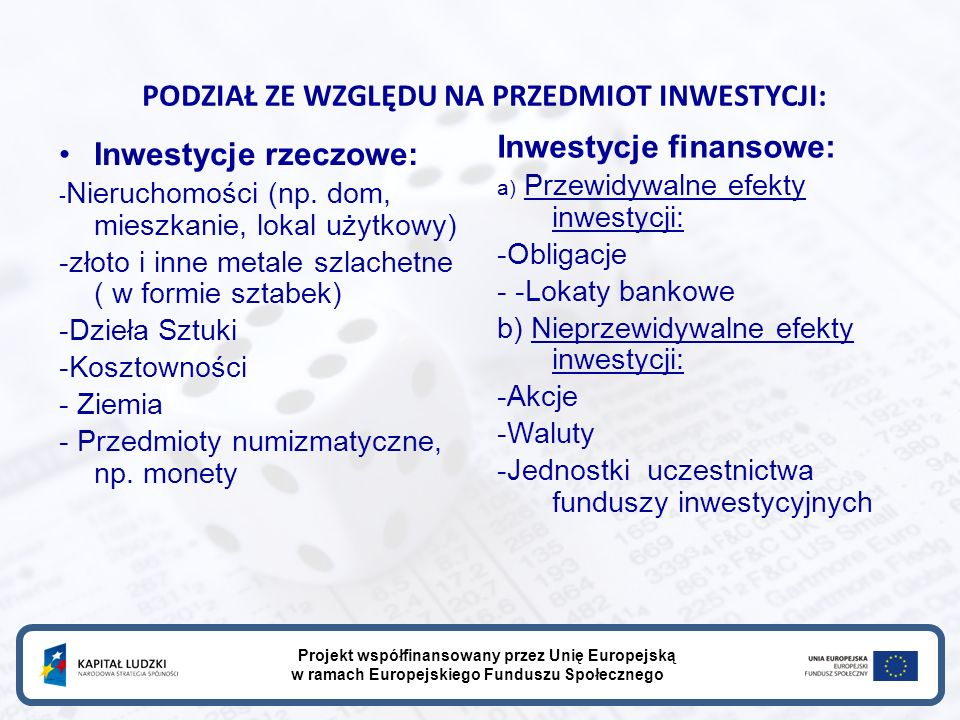 PODZIAŁ ZE WZGLĘDU NA PRZEDMIOT INWESTYCJI:
• Inwestycje rzeczowe:
-Nieruchomości (np. dom,
mieszkanie, lokal użytkowy)
-złoto i inne metale szlachetne
( w formie sztabek)
-Dzieła Sztuki
-Kosztowności
- Ziemia
- Przedmioty numizmatyczne,
np. monety
Inwestycje finansowe:
a) Przewidywalne efekty
inwestycji:
-Obligacje
- -Lokaty bankowe
b) Nieprzewidywalne efekty
inwestycji:
-Akcje
-Waluty
-Jednostki uczestnictwa
funduszy inwestycyjnych
KAPITAŁ LUDZKI
NARODOWA STRATEGIA SPÓJNOŚCI
Projekt współfinansowany przez Unię Europejską
w ramach Europejskiego Funduszu Społecznego
UNIA EUROPEJSKA
EUROPEJSKI
FUNDUSZ SPOŁECZNY